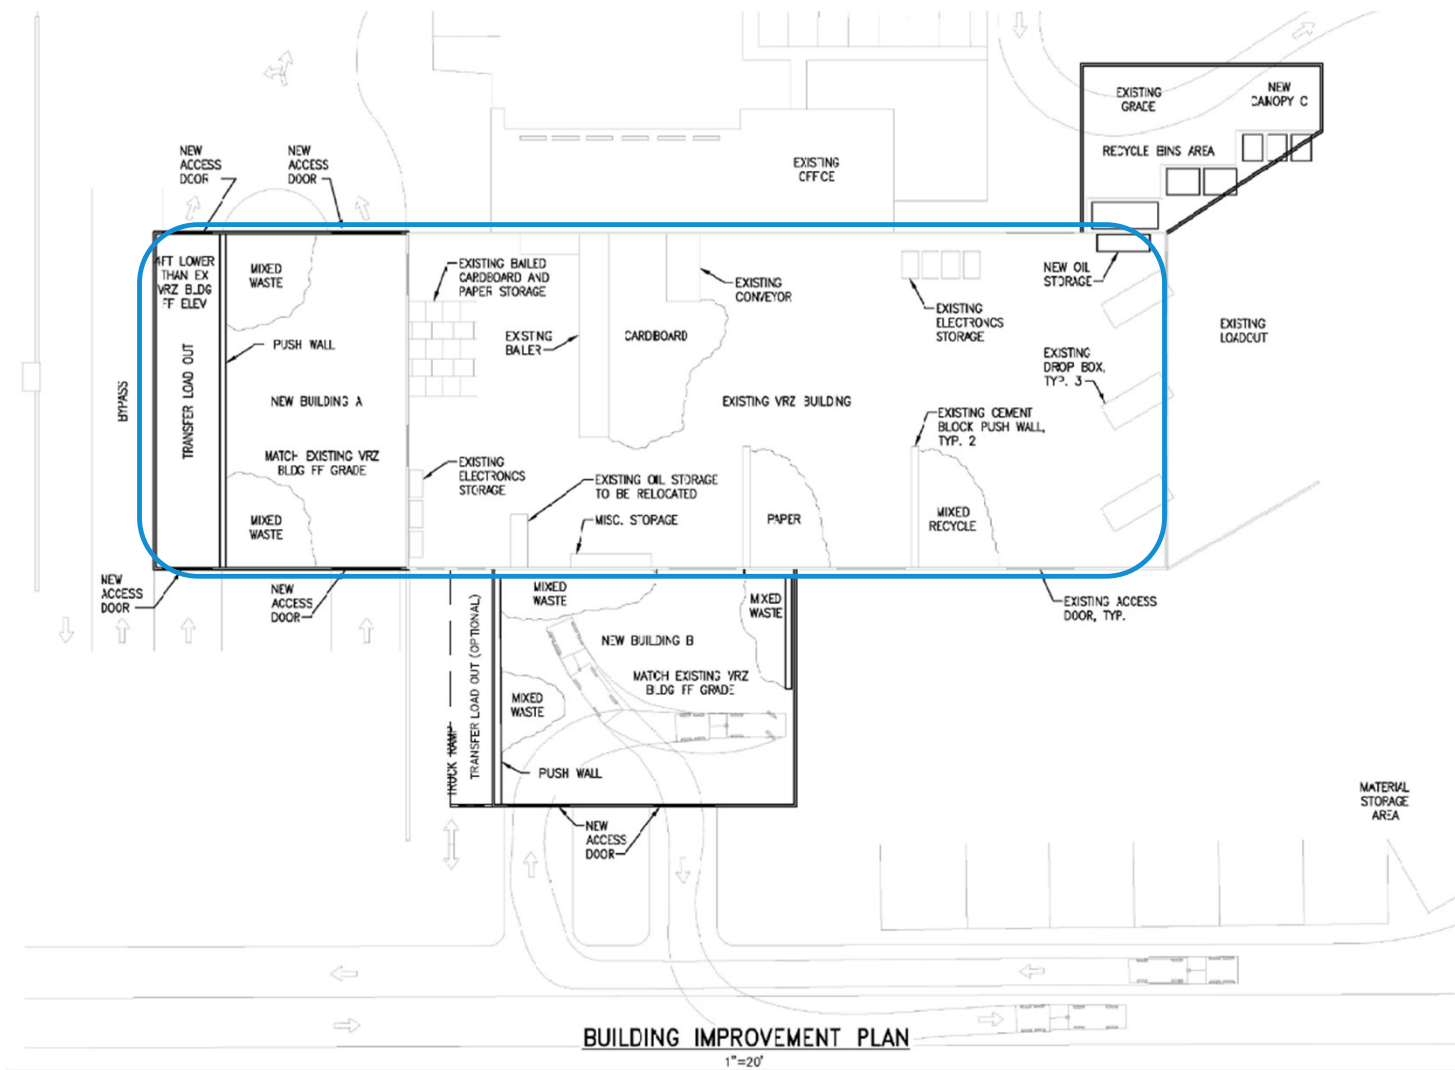 EXISTING
GRADE
NEW
CANOPY C
RECYCLE BINS AREA
NEW
ACCESS
DOOR
NEW
ACCESS
DOOR
EXISTING
OFFICE
4FT LOWER
THAN EX
VRZ BLDG
FF ELEV
MIXED
WASTE
EXISTING BAILED
CARDBOARD AND
PAPER STORAGE
EXISTING
CONVEYOR
NEW OIL
STORAGE
EXISTING
ELECTRONCS
STORAGE
EXISTING
LOADOUT
PUSH WALL
EXISTNG
BALER
CARDBOARD
EXISTING
DROP BOX,
TYP. 3
BYPASS
TRANSFER LOAD OUT
NEW BUILDING A
EXISTING VRZ BUILDING
EXISTING CEMENT
BLOCK PUSH WALL,
TYP. 2
MATCH EXISTING VRZ
BLDG FF GRADE
EXISTING
ELECTRONCS
STORAGE
EXISTING OIL STORAGE
TO BE RELOCATED
MISC. STORAGE
MIXED
WASTE
PAPER
MIXED
RECYCLE
NEW
ACCESS
DOOR
NEW
ACCESS
DOOR
MIXED
WASTE
MIXED
WASTE
EXISTING ACCESS
DOOR, TYP.
NEW BUILDING B
MATCH EXISTING VRZ
BLDG FF GRADE
MIXED
WASTE
TRUCK RAMP
TRANSFER LOAD OUT (OPTIONAL)
PUSH WALL
NEW
ACCESS
DOOR
MATERIAL
STORAGE
AREA
BUILDING IMPROVEMENT PLAN
1"=20'